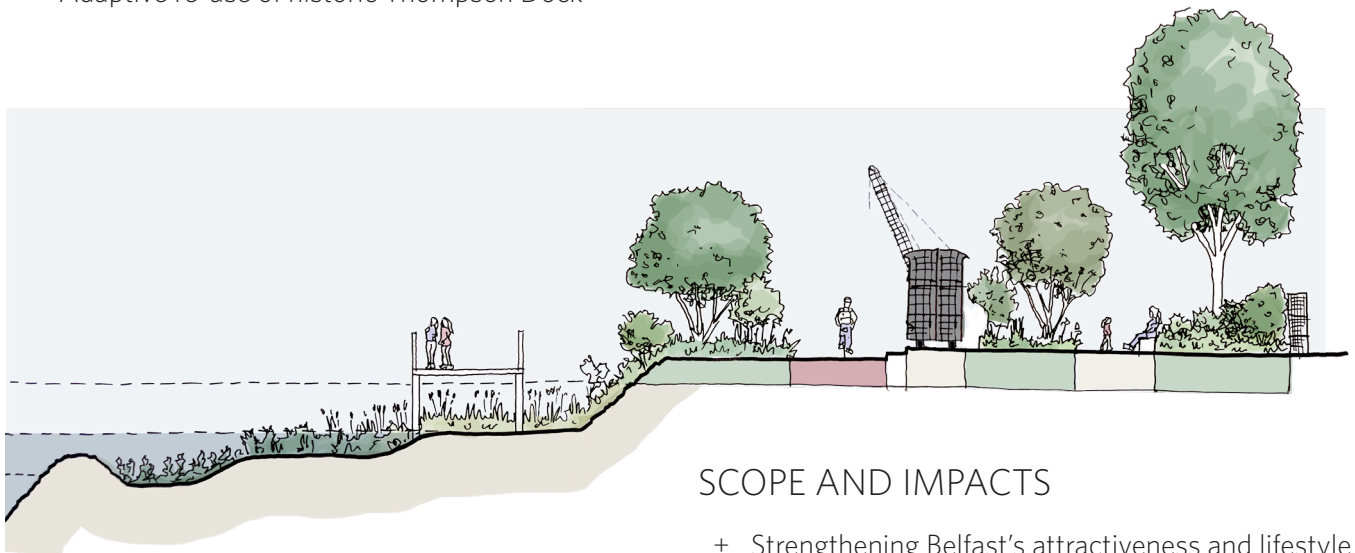 Adaptive re-use of historic Thompson Dock
SCOPE AND IMPACTS
+ Strengthening Belfast's attractiveness and lifestyle